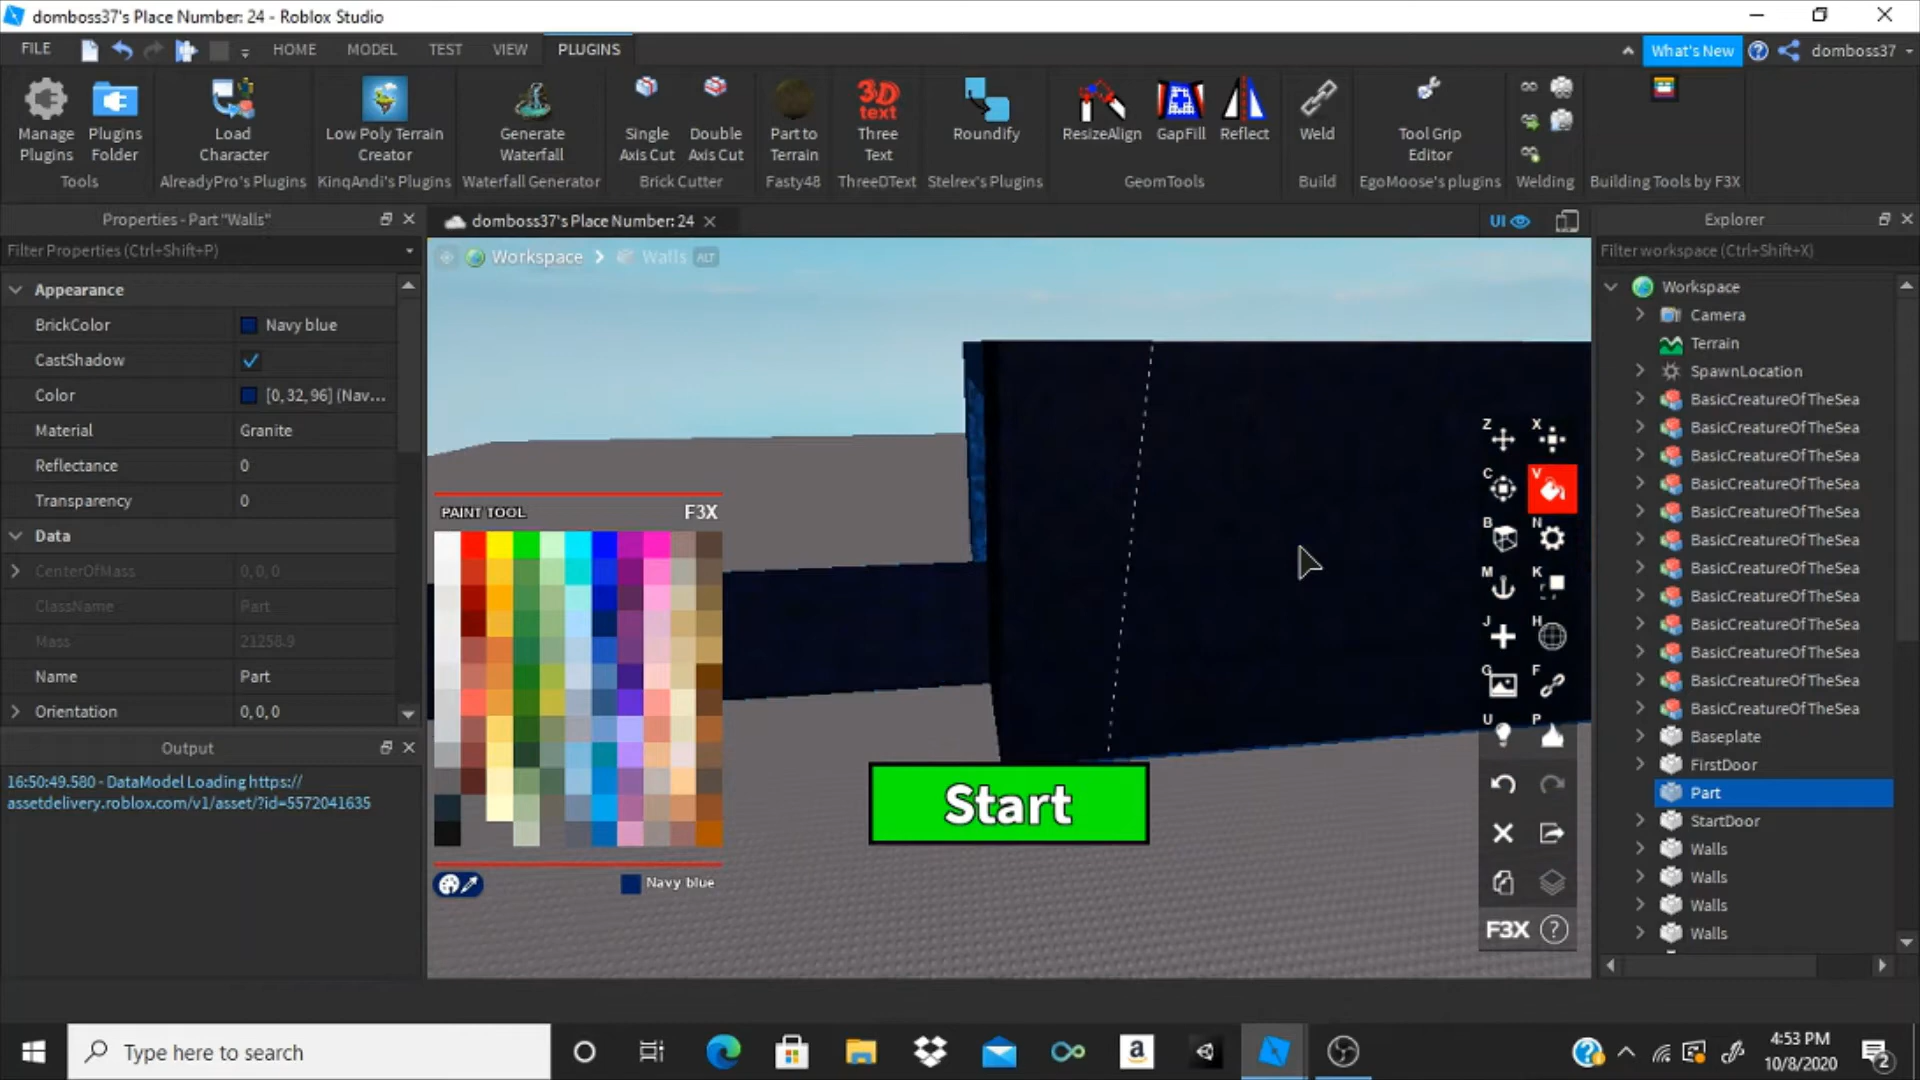 domboss37's Place Number: 24 - Roblox Studio
FILE HOME MODEL TEST VIEW PLUGINS What's New domboss37
Manage Plugins
Plugins Folder
Tools
Load Character
AlreadyPro's Plugins
Low Poly Terrain Creator
KinqAndi's Plugins
Generate Waterfall
Waterfall Generator
Single Axis Cut
Double Axis Cut
Brick Cutter
Part to Terrain
Fasty48
3D text
Three Text
ThreeDText
Roundify
Stelrex's Plugins
ResizeAlign GapFill Reflect
GeomTools
Weld
Build
Tool Grip Editor
EgoMoose's plugins
Welding
Building Tools by F3X
Properties - Part "Walls"
Filter Properties (Ctrl+Shift+P)
Appearance
BrickColor Navy blue
CastShadow
Color [0, 32, 96] (Nav...
Material Granite
Reflectance 0
Transparency 0
Data
CenterOfMass 0,0,0
ClassName Part
Mass 21258.9
Name Part
Orientation 0,0,0
Output
16:50:49.580 - DataModel Loading https://
assetdelivery.roblox.com/v1/asset/?id=5572041635
domboss37's Place Number: 24
UI
Workspace > Walls ALT
PAINT TOOL F3X
Navy blue
Start
Z X
C V
B N
M K
J H
G F
U P
F3X ?
Explorer
Filter workspace (Ctrl+Shift+X)
Workspace
Camera
Terrain
SpawnLocation
BasicCreatureOfTheSea
BasicCreatureOfTheSea
BasicCreatureOfTheSea
BasicCreatureOfTheSea
BasicCreatureOfTheSea
BasicCreatureOfTheSea
BasicCreatureOfTheSea
BasicCreatureOfTheSea
BasicCreatureOfTheSea
BasicCreatureOfTheSea
BasicCreatureOfTheSea
BasicCreatureOfTheSea
Baseplate
FirstDoor
Part
StartDoor
Walls
Walls
Walls
Walls
Type here to search
a
4:53 PM
10/8/2020
2